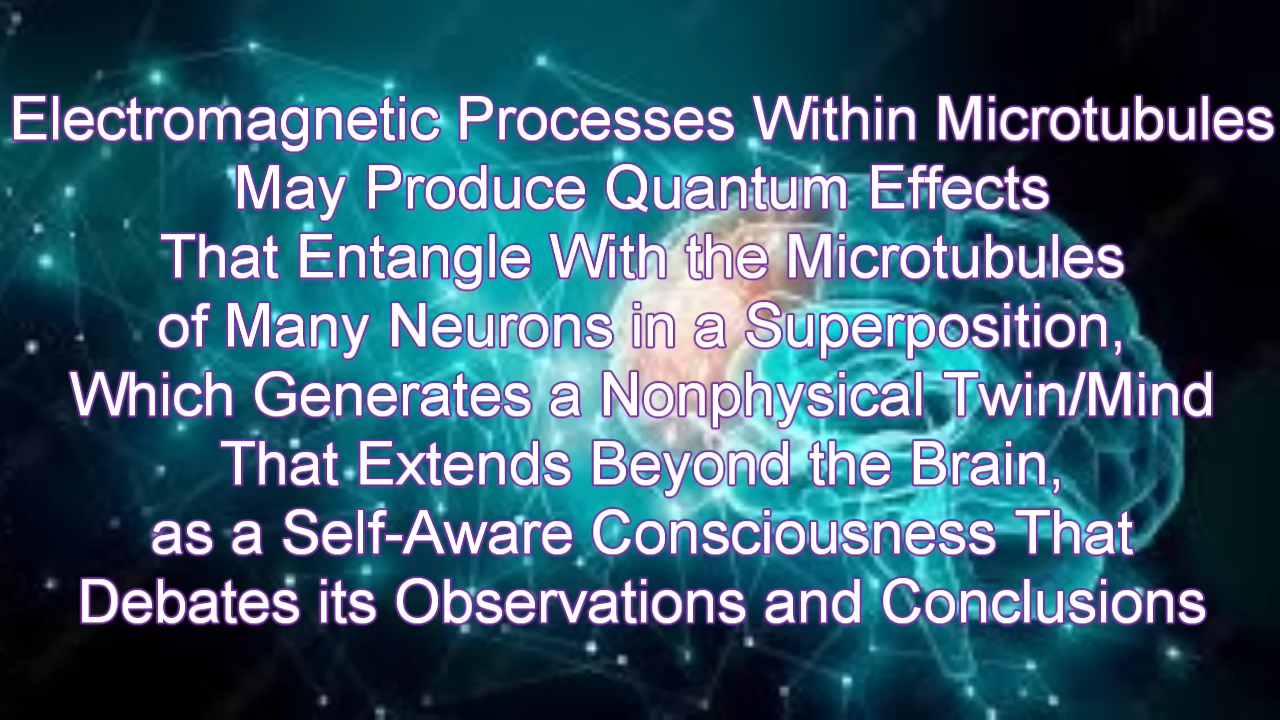 Electromagnetic Processes Within Microtubules
May Produce Quantum Effects
That Entangle With the Microtubules
of Many Neurons in a Superposition,
Which Generates a Nonphysical Twin/Mind
That Extends Beyond the Brain,
as a Self-Aware Consciousness That
Debates its Observations and Conclusions